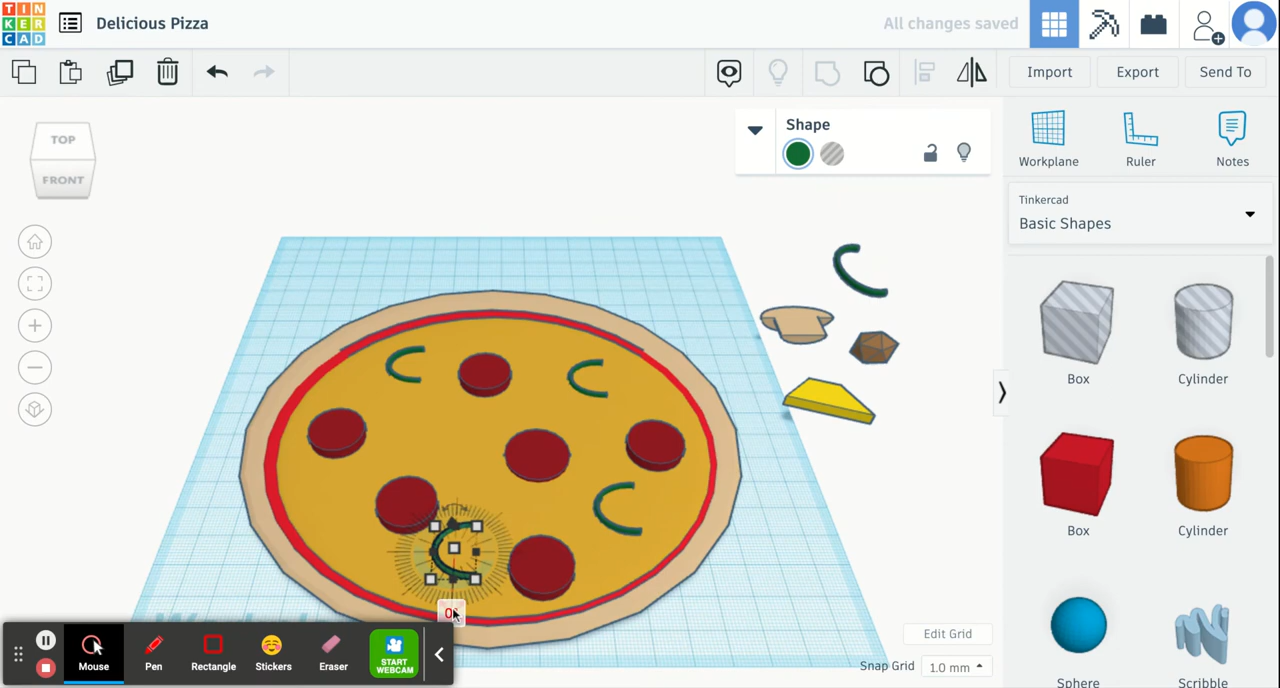 TIN
KER
CAD
Delicious Pizza
All changes saved
Import
Export
Send To
TOP
FRONT
Shape
Workplane
Ruler
Notes
Tinkercad
Basic Shapes
Box
Cylinder
Box
Cylinder
Sphere
Scribble
Edit Grid
Snap Grid
1.0 mm
Mouse
Pen
Rectangle
Stickers
Eraser
START
WEBCAM